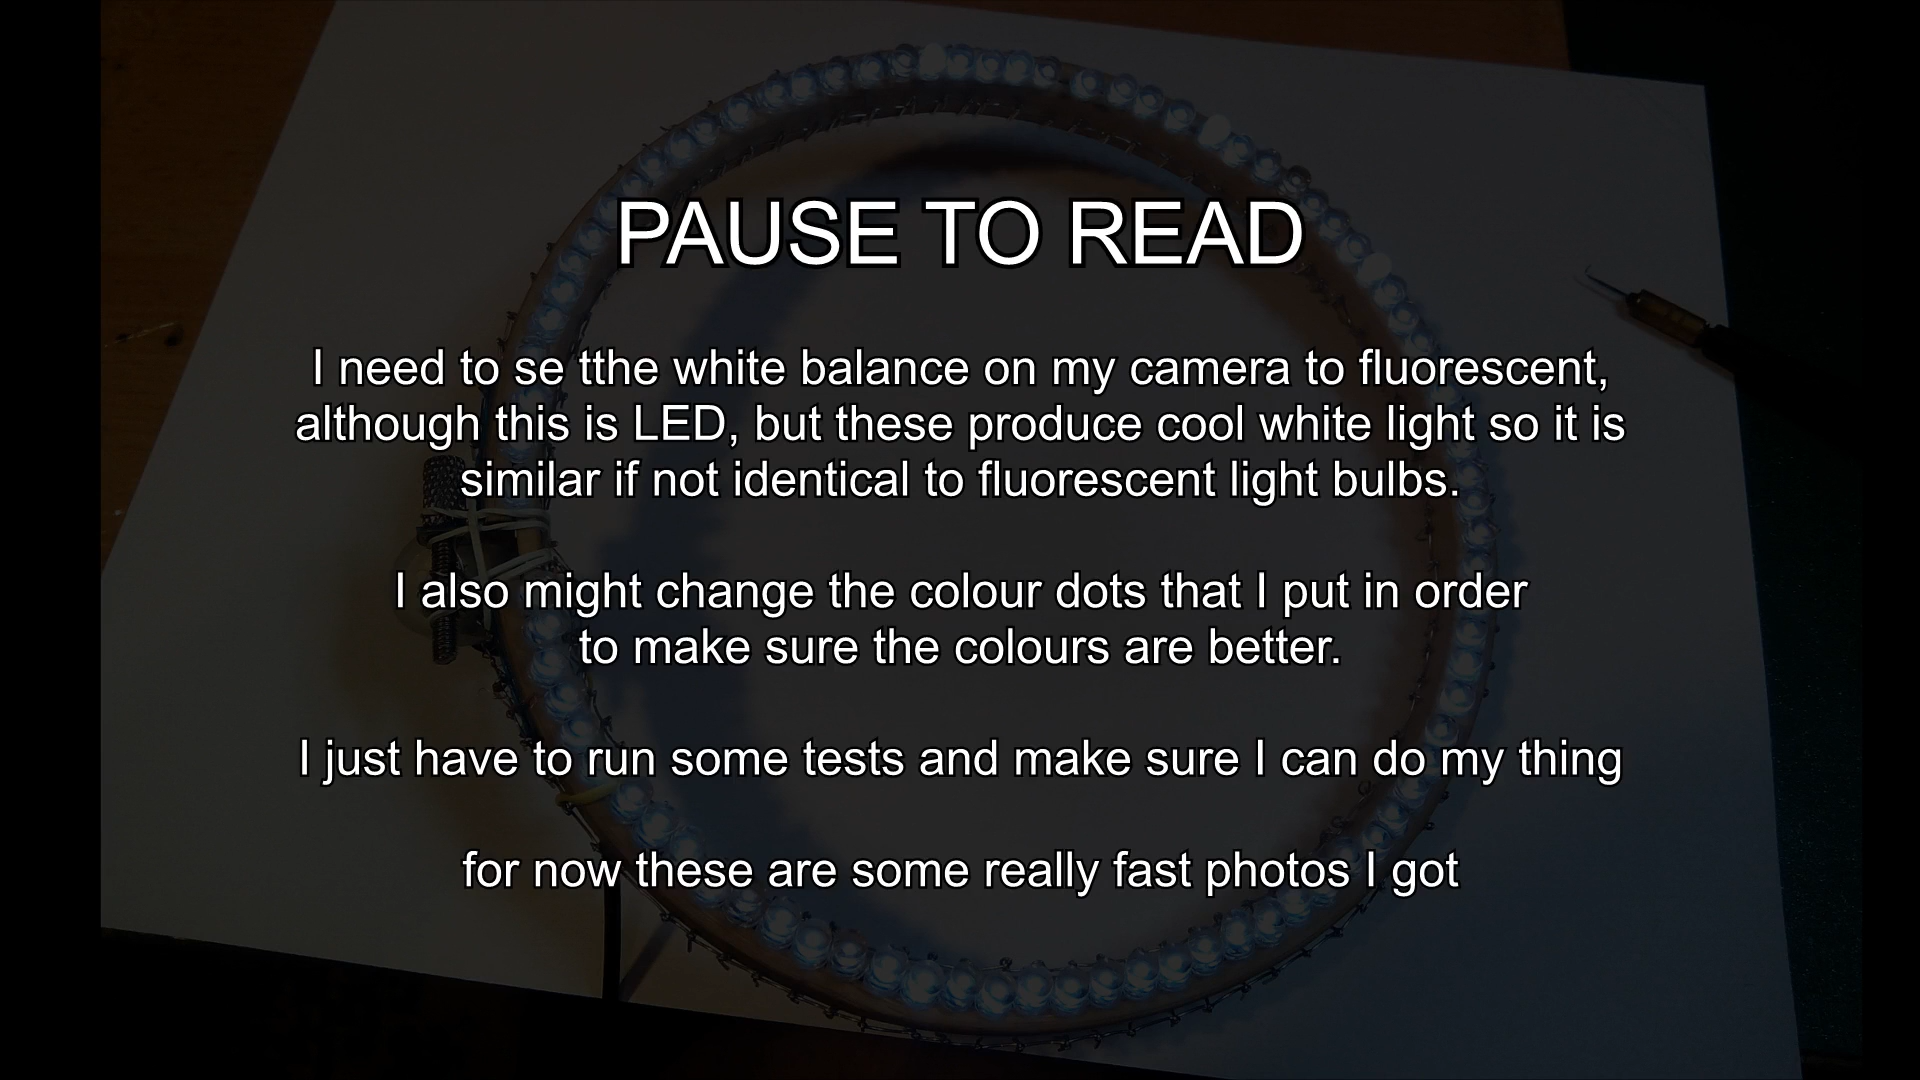 PAUSE TO READ
I need to se tthe white balance on my camera to fluorescent,
although this is LED, but these produce cool white light so it is
similar if not identical to fluorescent light bulbs.
I also might change the colour dots that I put in order
to make sure the colours are better.
I just have to run some tests and make sure I can do my thing
for now these are some really fast photos I got